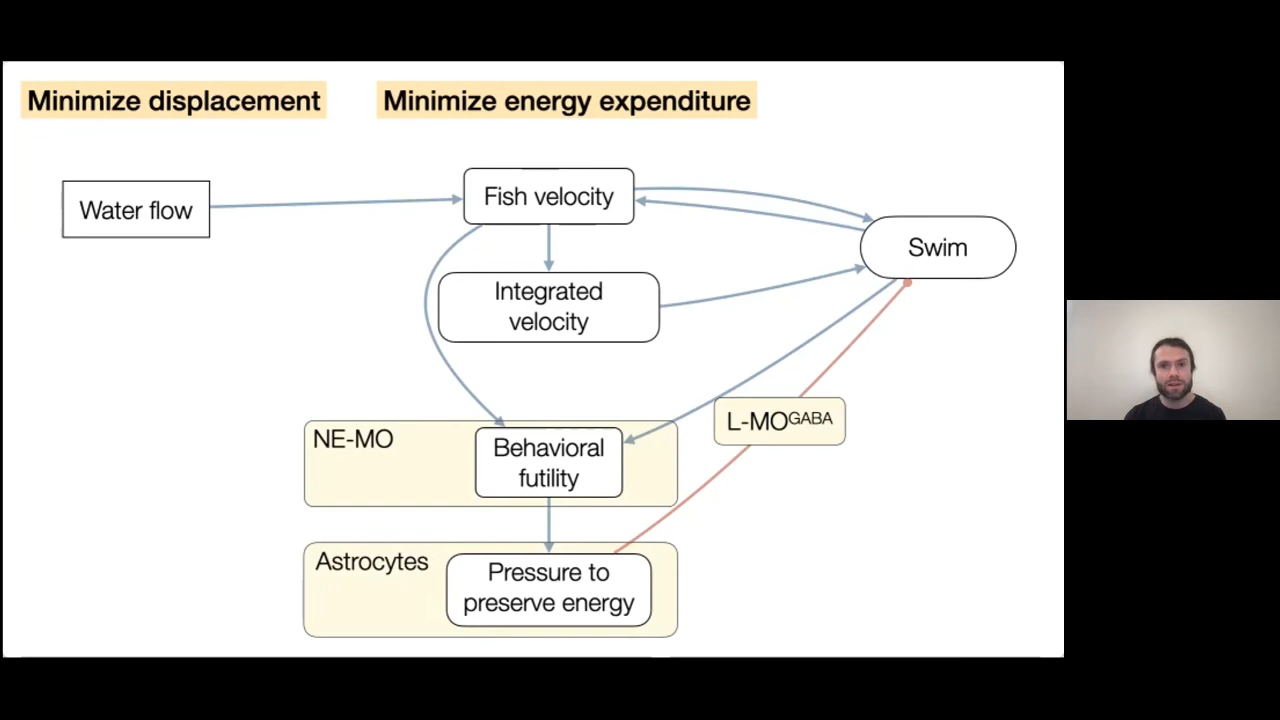 Minimize displacement
Minimize energy expenditure
Water flow
Fish velocity
Swim
Integrated
velocity
L-MOᴳᴬᴮᴬ
NE-MO
Behavioral
futility
Astrocytes
Pressure to
preserve energy